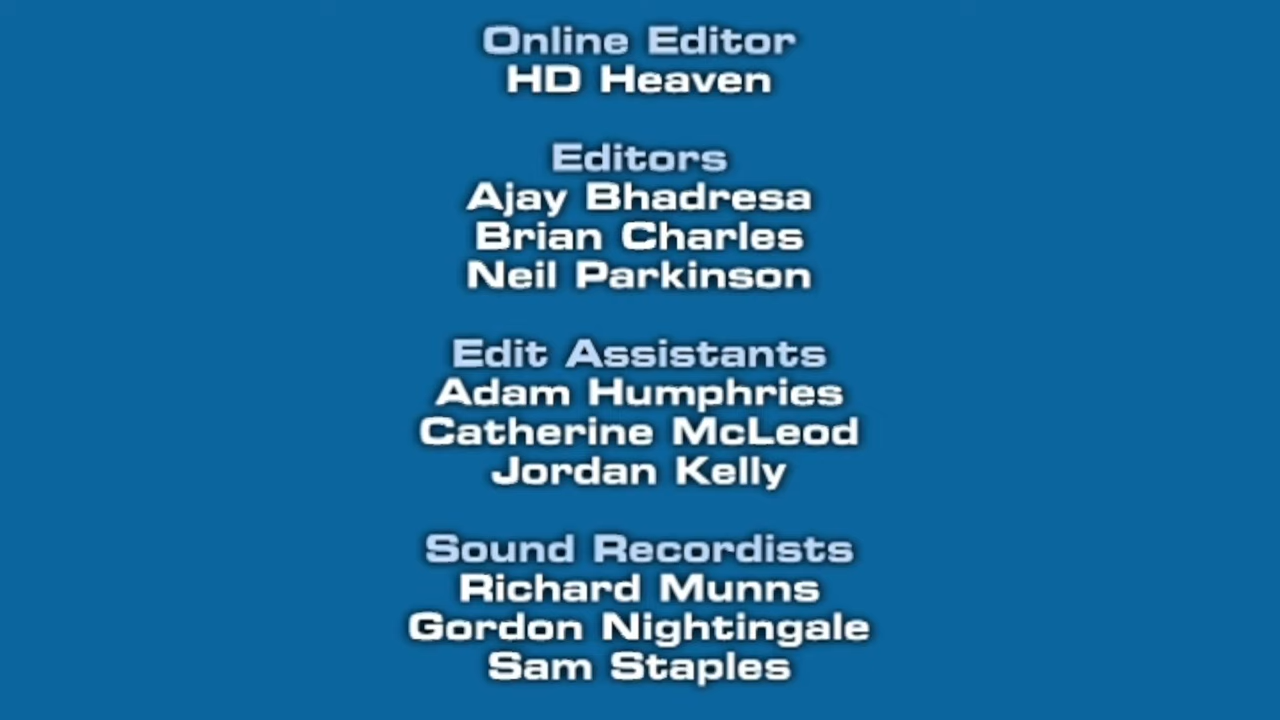 Online Editor
HD Heaven
Editors
Ajay Bhadresa
Brian Charles
Neil Parkinson
Edit Assistants
Adam Humphries
Catherine McLeod
Jordan Kelly
Sound Recordists
Richard Munns
Gordon Nightingale
Sam Staples